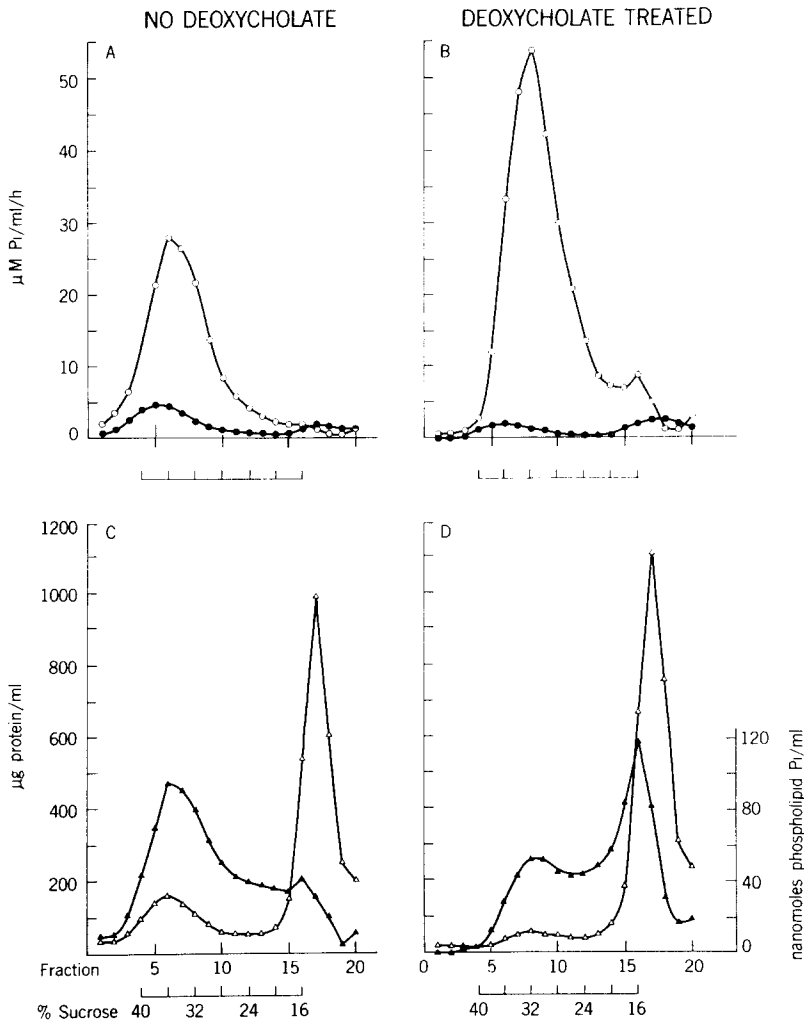 NO DEOXYCHOLATE
DEOXYCHOLATE TREATED
A
B
50
40
30
20
10
0
µM Pi/ml/h
C
D
1200
1000
800
600
400
200
µg protein/ml
120
80
40
0
nanomoles phospholipid Pi/ml
Fraction 5 10 15 20
0 5 10 15 20
% Sucrose 40 32 24 16
40 32 24 16